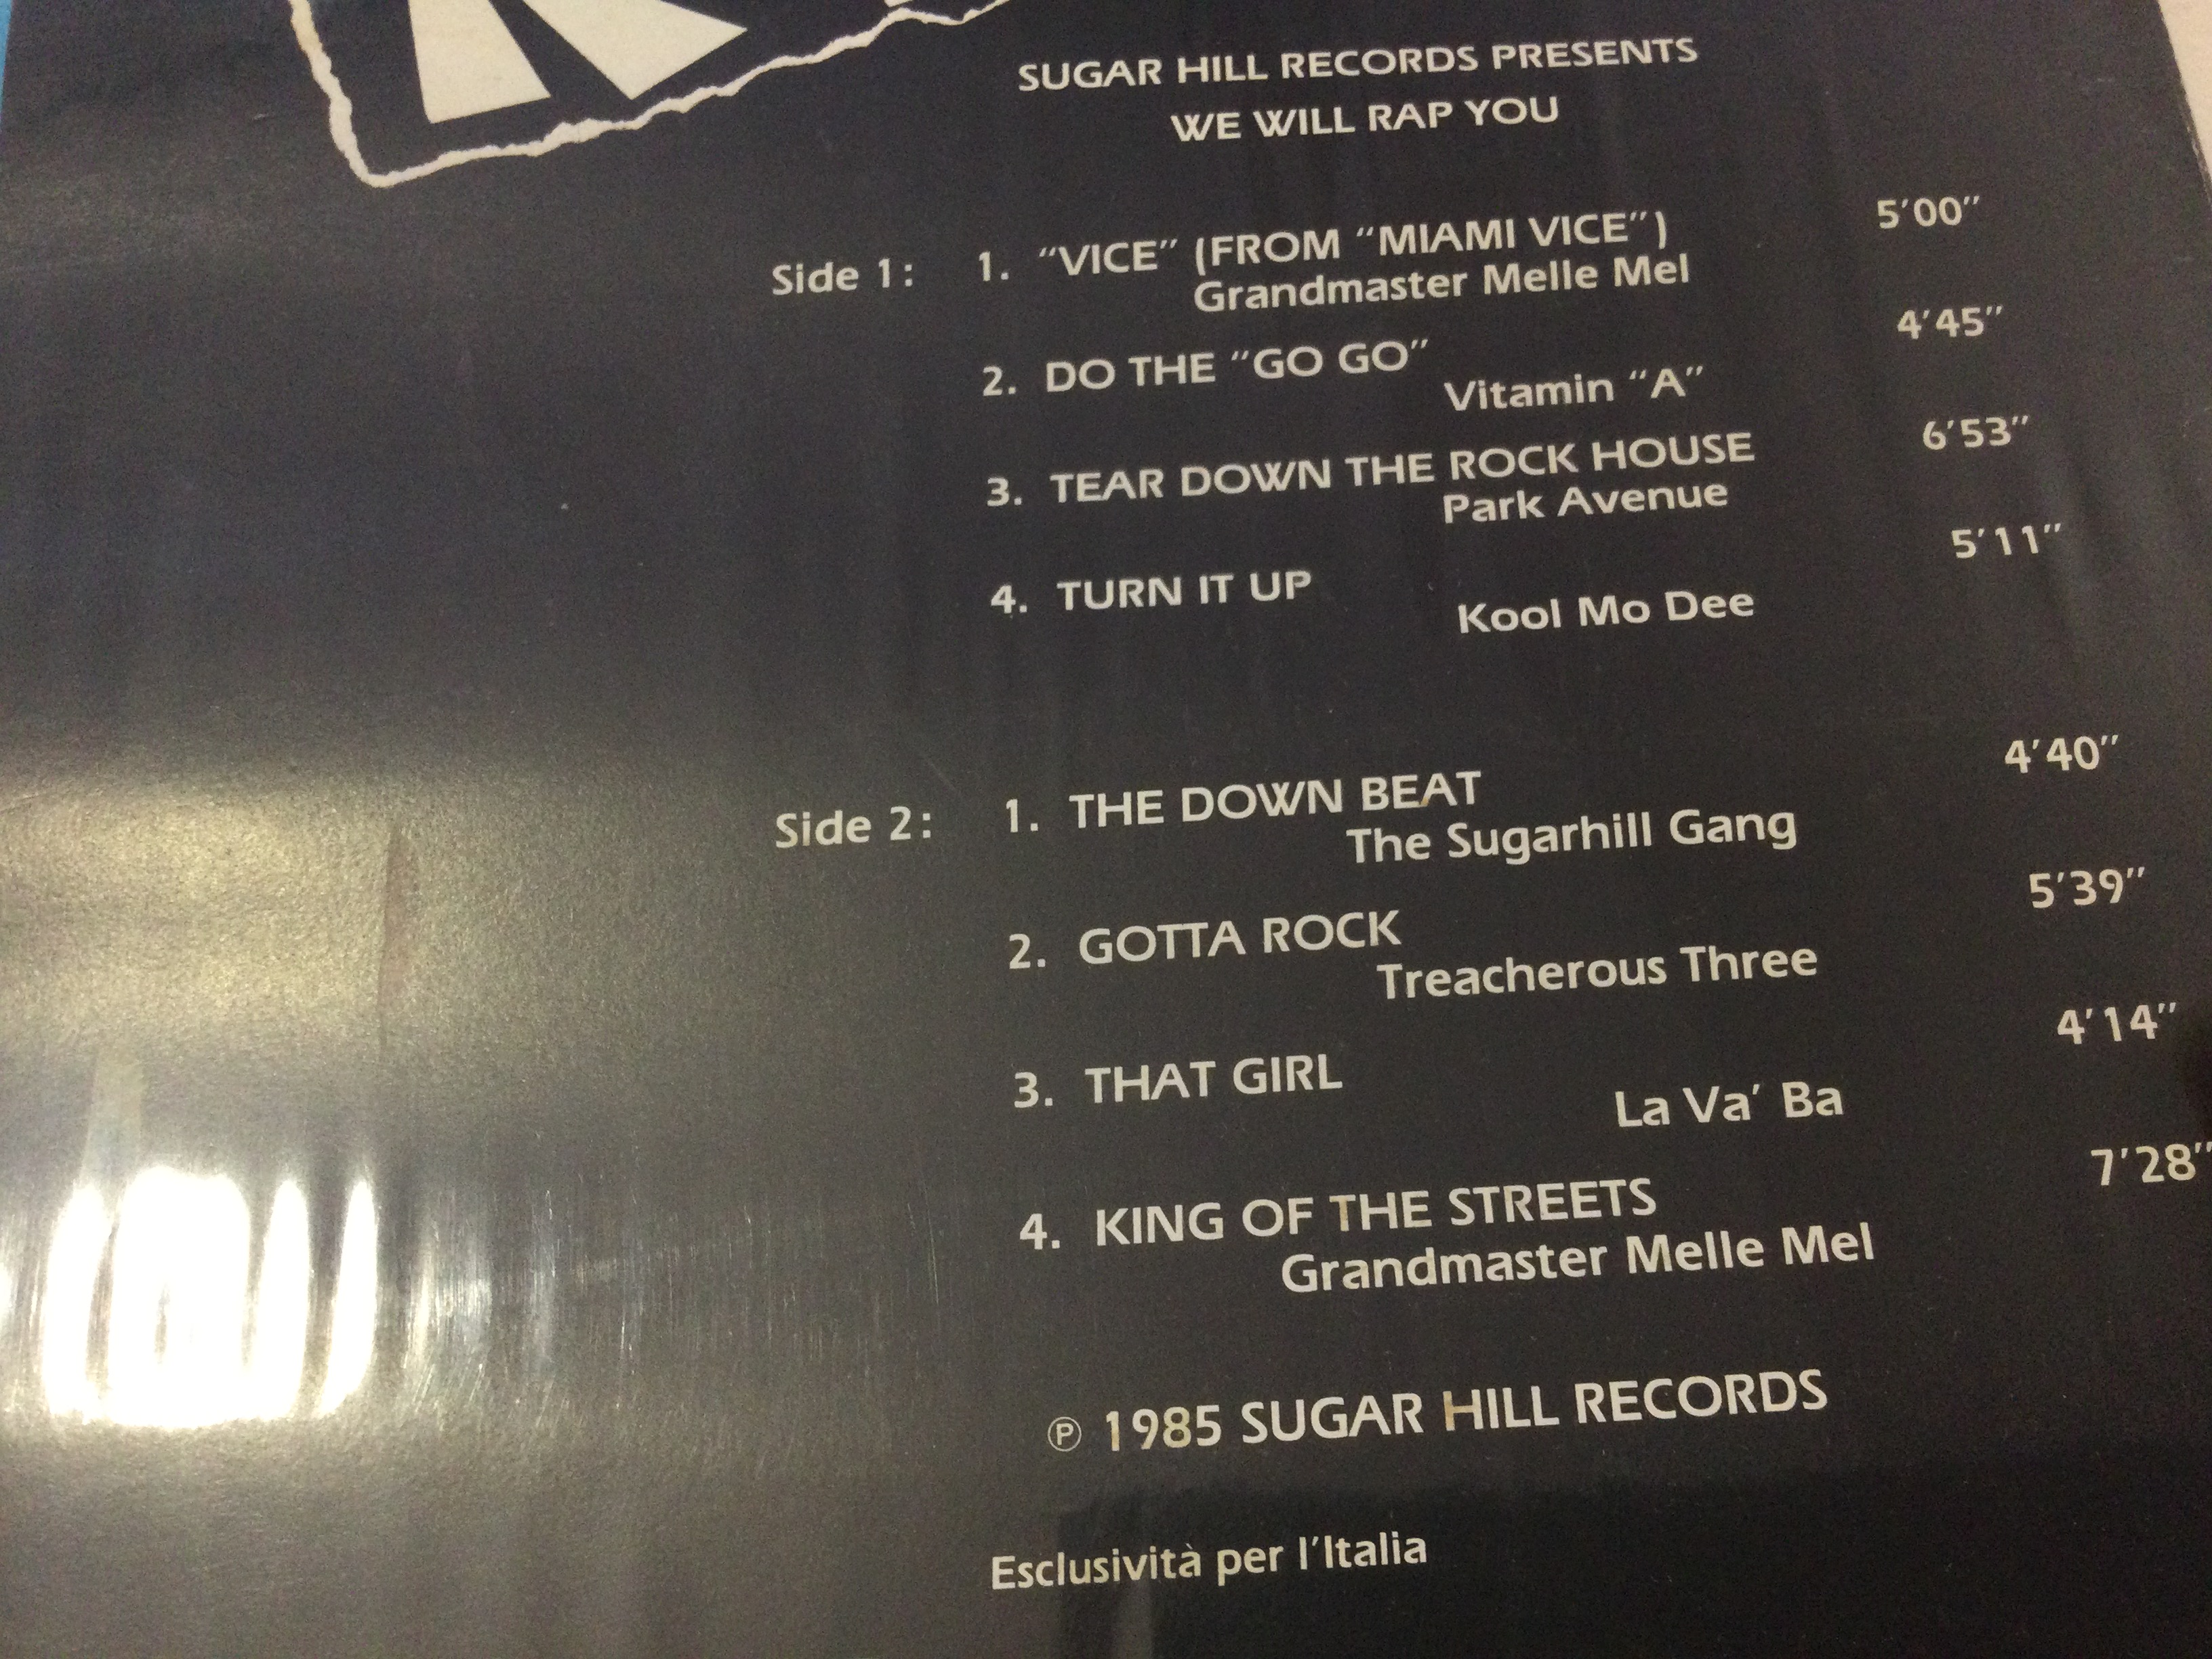 SUGAR HILL RECORDS PRESENTS
WE WILL RAP YOU
Side 1: 1. “VICE” (FROM “MIAMI VICE”) 5’00”
Grandmaster Melle Mel
2. DO THE “GO GO” 4’45”
Vitamin “A”
3. TEAR DOWN THE ROCK HOUSE 6’53”
Park Avenue
4. TURN IT UP 5’11”
Kool Mo Dee
Side 2: 1. THE DOWN BEAT 4’40”
The Sugarhill Gang
2. GOTTA ROCK 5’39”
Treacherous Three
3. THAT GIRL 4’14”
La Va’ Ba
4. KING OF THE STREETS 7’28”
Grandmaster Melle Mel
℗ 1985 SUGAR HILL RECORDS
Esclusività per l’Italia